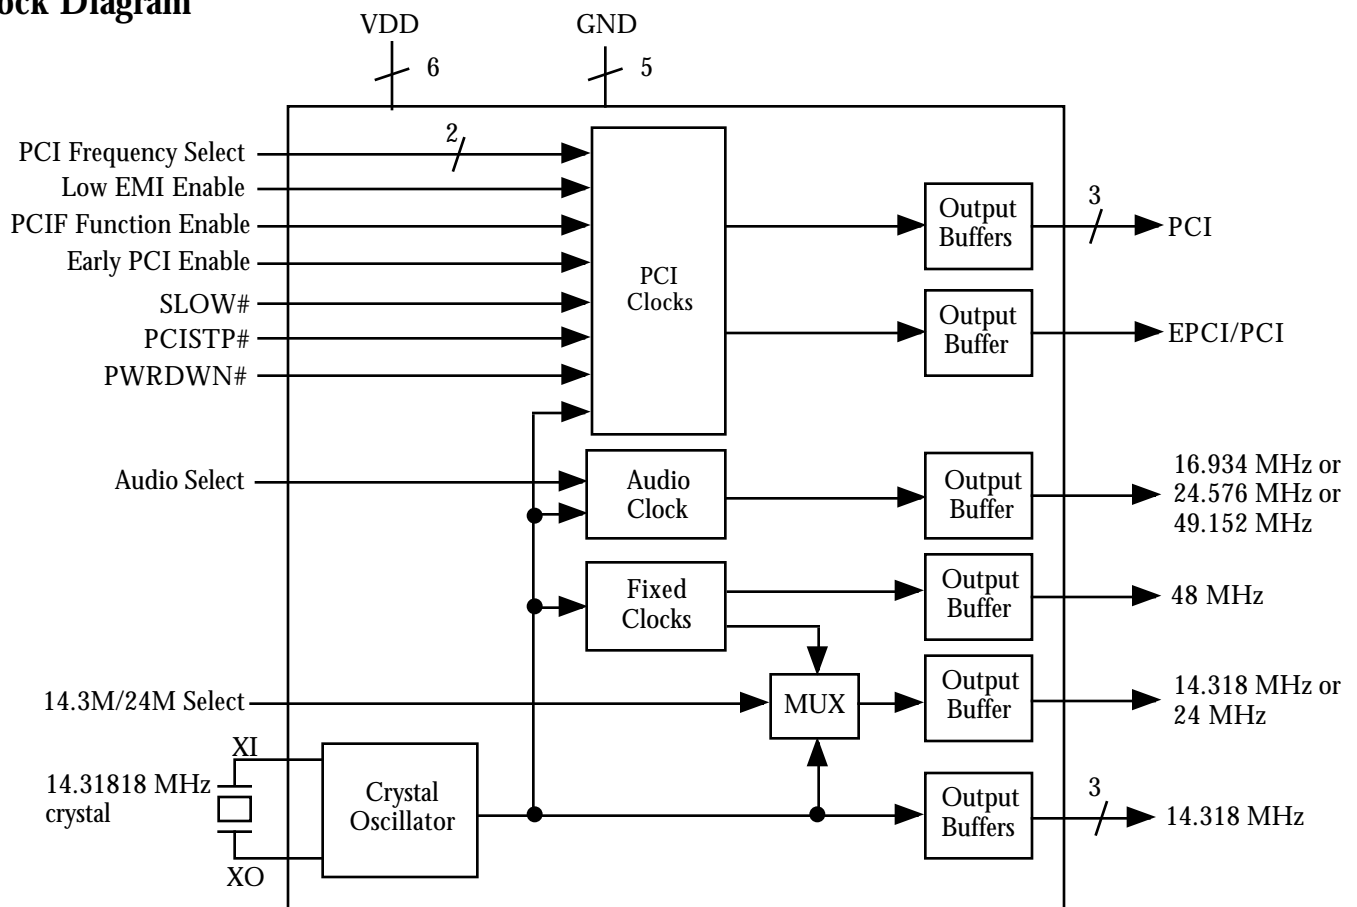 ock Diagram
VDD
GND
6
5
PCI Frequency Select
2
Low EMI Enable
PCIF Function Enable
Early PCI Enable
SLOW#
PCISTP#
PWRDWN#
PCI
Clocks
Output
Buffers
3
PCI
Output
Buffer
EPCI/PCI
Audio Select
Audio
Clock
Output
Buffer
16.934 MHz or
24.576 MHz or
49.152 MHz
Fixed
Clocks
Output
Buffer
48 MHz
14.3M/24M Select
MUX
Output
Buffer
14.318 MHz or
24 MHz
XI
14.31818 MHz
crystal
XO
Crystal
Oscillator
Output
Buffers
3
14.318 MHz